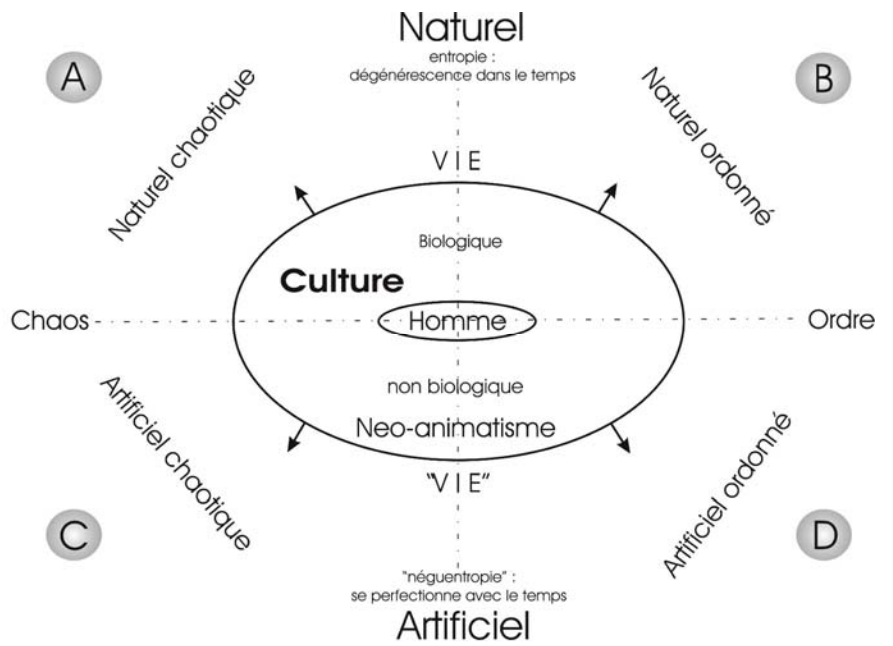 Naturel
entropie :
dégénérescence dans le temps
A
B
Naturel chaotique
Naturel ordonné
VIE
Biologique
Culture
Chaos
Homme
Ordre
non biologique
Neo-animatisme
"VIE"
Artificiel chaotique
Artificiel ordonné
C
D
"néguentropie" :
se perfectionne avec le temps
Artificiel